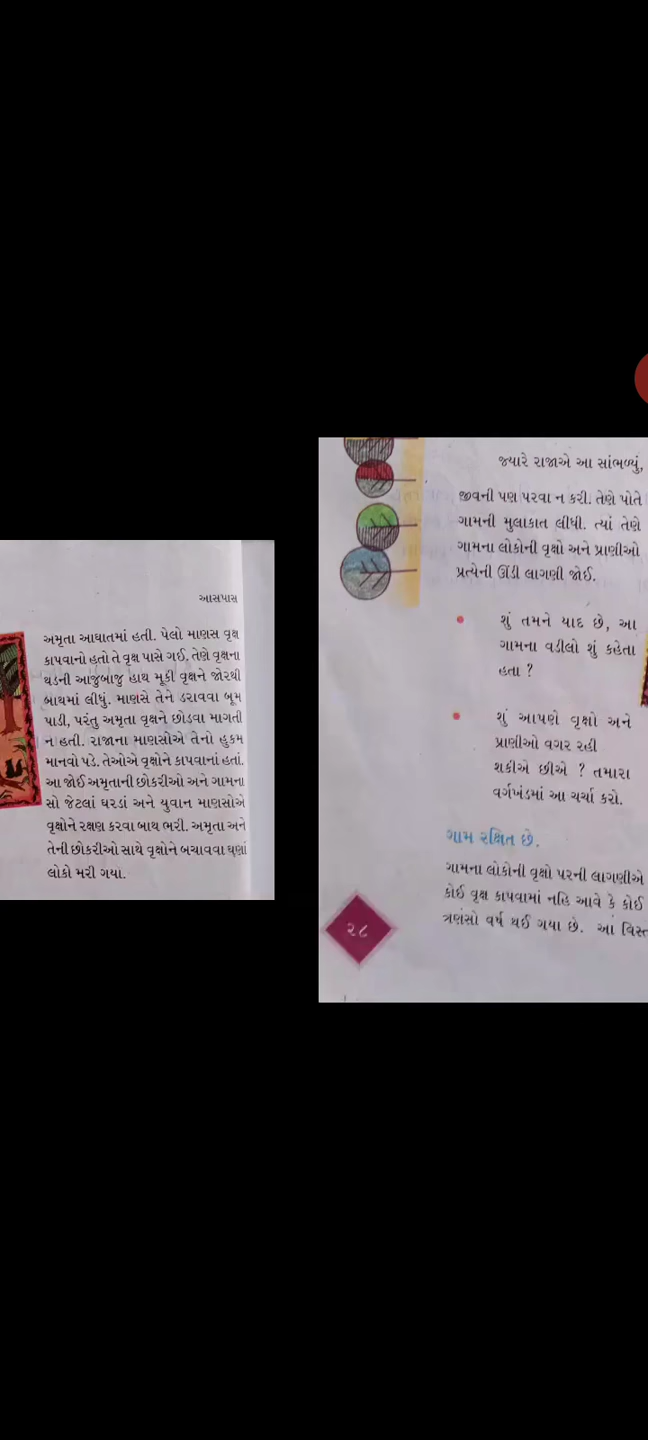 આસપાસ
અમૃતા આઘાતમાં હતી. પેલો માણસ વૃક્ષ
કાપવાનો હતો તે વૃક્ષ પાસે ગઈ, તેણે વૃક્ષના
થડની આજુબાજુ હાથ મૂકી વૃક્ષને જોરથી
બાથમાં લીધું. માણસે તેને ડરાવવા બૂમ
પાડી, પરંતુ અમૃતા વૃક્ષને છોડવા માગતી
ન હતી. રાજાના માણસોએ તેનો હુકમ
માનવો પડે. તેઓએ વૃક્ષોને કાપવાનાં હતાં.
આ જોઈ અમૃતાની છોકરીઓ અને ગામના
સો જેટલાં ઘરડાં અને યુવાન માણસોએ
વૃક્ષોને રક્ષણ કરવા બાથ ભરી. અમૃતા અને
તેની છોકરીઓ સાથે વૃક્ષોને બચાવવા ઘણાં
લોકો મરી ગયાં.
જ્યારે રાજાએ આ સાંભળ્યું,
જીવની પણ પરવા ન કરી. તેણે પોતે
ગામની મુલાકાત લીધી. ત્યાં તેણે
ગામના લોકોની વૃક્ષો અને પ્રાણીઓ
પ્રત્યેની ઊંડી લાગણી જોઈ.
શું તમને યાદ છે, આ
ગામના વડીલો શું કહેતા
હતા ?
શું આપણે વૃક્ષો અને
પ્રાણીઓ વગર રહી
શકીએ છીએ ? તમારા
વર્ગખંડમાં આ ચર્ચા કરો.
ગામ રક્ષિત છે.
ગામના લોકોની વૃક્ષો પરની લાગણીએ
કોઈ વૃક્ષ કાપવામાં નહિ આવે કે કોઈ
ત્રણસો વર્ષ થઈ ગયા છે. આ
૨૮